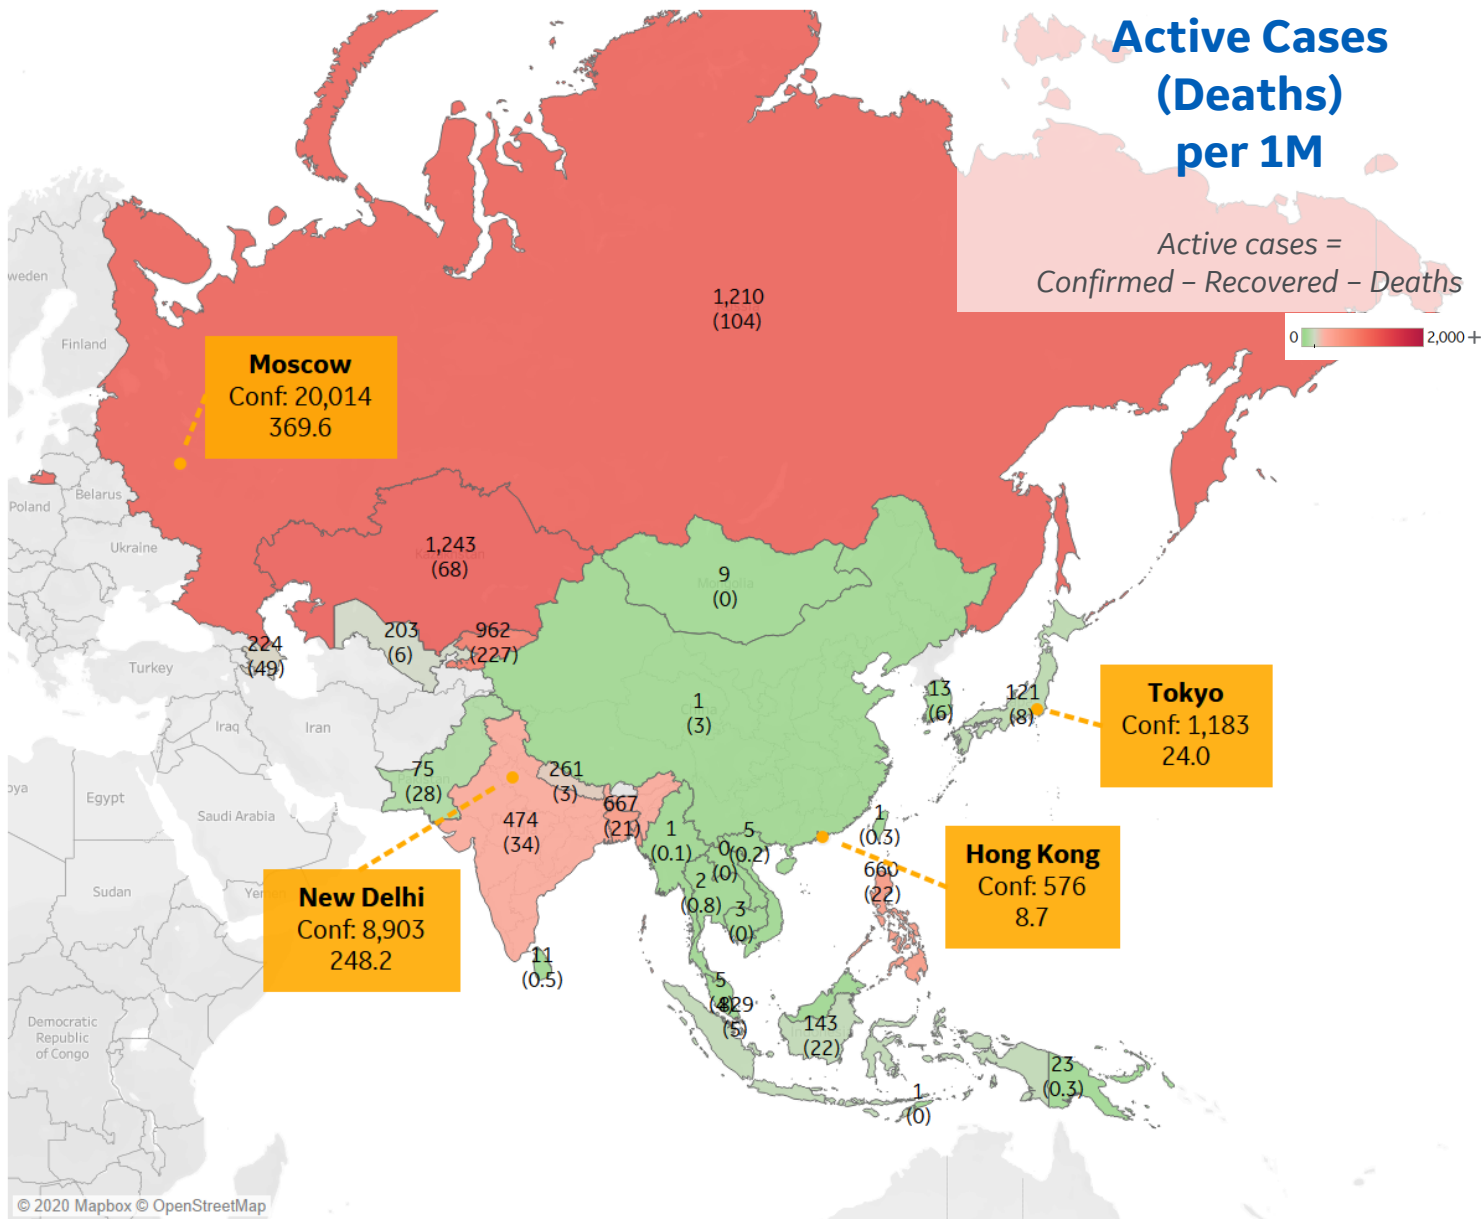 Active Cases
(Deaths)
per 1M
Active cases =
Confirmed – Recovered – Deaths
0
2,000 +
weden
Finland
1,210
(104)
Moscow
Conf: 20,014
369.6
Belarus
Poland
Ukraine
1,243
(68)
9
(0)
224
(49)
203
(6)
962
(227)
Turkey
Iraq
Iran
1
(3)
13
(6)
121
(8)
Tokyo
Conf: 1,183
24.0
oya
Egypt
Saudi Arabia
75
(28)
261
(3)
667
(21)
474
(34)
1
(0.1)
0
(0)
5
(0.2)
1
(0.3)
660
(22)
2
(0.8)
3
(0)
Hong Kong
Conf: 576
8.7
Sudan
New Delhi
Conf: 8,903
248.2
11
(0.5)
5
829
(5)
143
(22)
23
(0.3)
1
(0)
Democratic
Republic
of Congo
© 2020 Mapbox © OpenStreetMap